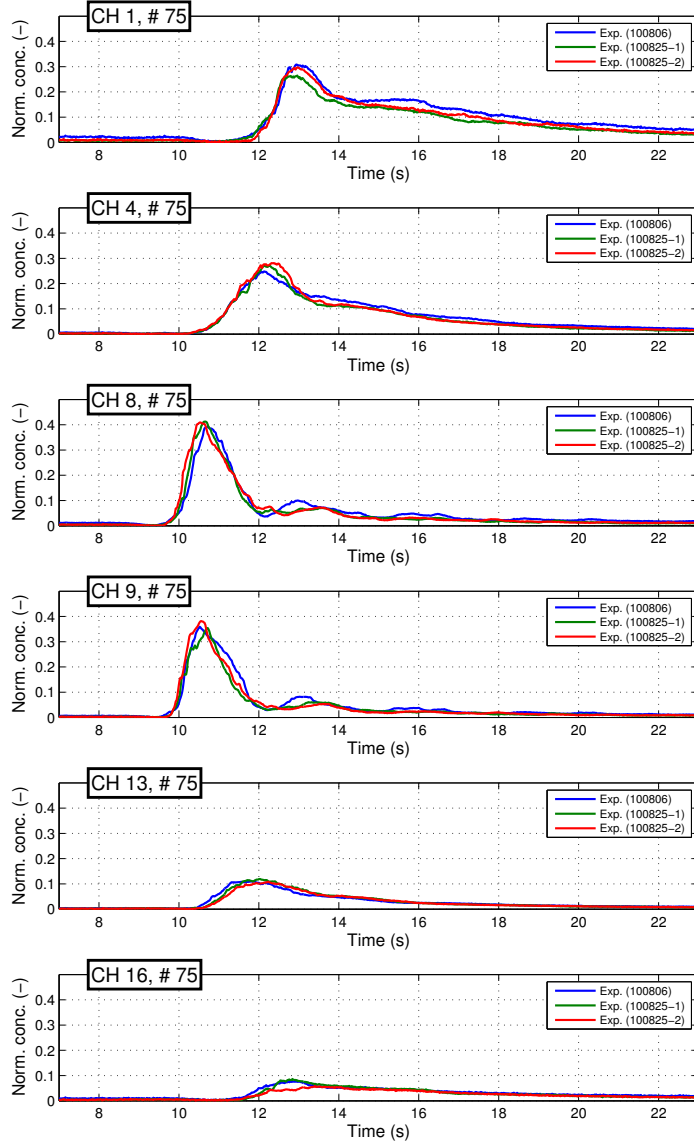 CH 1, # 75
Norm. conc. (−)
0.4
0.3
0.2
0.1
0
8 10 12 14 16 18 20 22
Time (s)
Exp. (100806)
Exp. (100825−1)
Exp. (100825−2)
CH 4, # 75
Norm. conc. (−)
0.4
0.3
0.2
0.1
0
8 10 12 14 16 18 20 22
Time (s)
Exp. (100806)
Exp. (100825−1)
Exp. (100825−2)
CH 8, # 75
Norm. conc. (−)
0.4
0.3
0.2
0.1
0
8 10 12 14 16 18 20 22
Time (s)
Exp. (100806)
Exp. (100825−1)
Exp. (100825−2)
CH 9, # 75
Norm. conc. (−)
0.4
0.3
0.2
0.1
0
8 10 12 14 16 18 20 22
Time (s)
Exp. (100806)
Exp. (100825−1)
Exp. (100825−2)
CH 13, # 75
Norm. conc. (−)
0.4
0.3
0.2
0.1
0
8 10 12 14 16 18 20 22
Time (s)
Exp. (100806)
Exp. (100825−1)
Exp. (100825−2)
CH 16, # 75
Norm. conc. (−)
0.4
0.3
0.2
0.1
0
8 10 12 14 16 18 20 22
Time (s)
Exp. (100806)
Exp. (100825−1)
Exp. (100825−2)